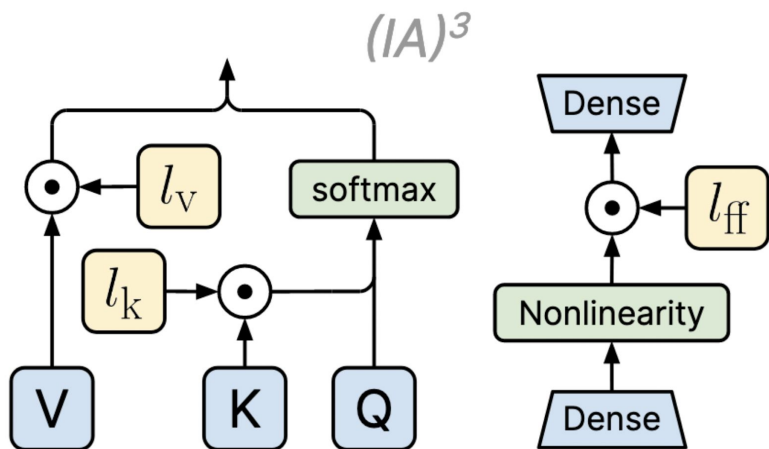 (IA)³
Dense
l_v
softmax
l_ff
l_k
Nonlinearity
V K Q
Dense